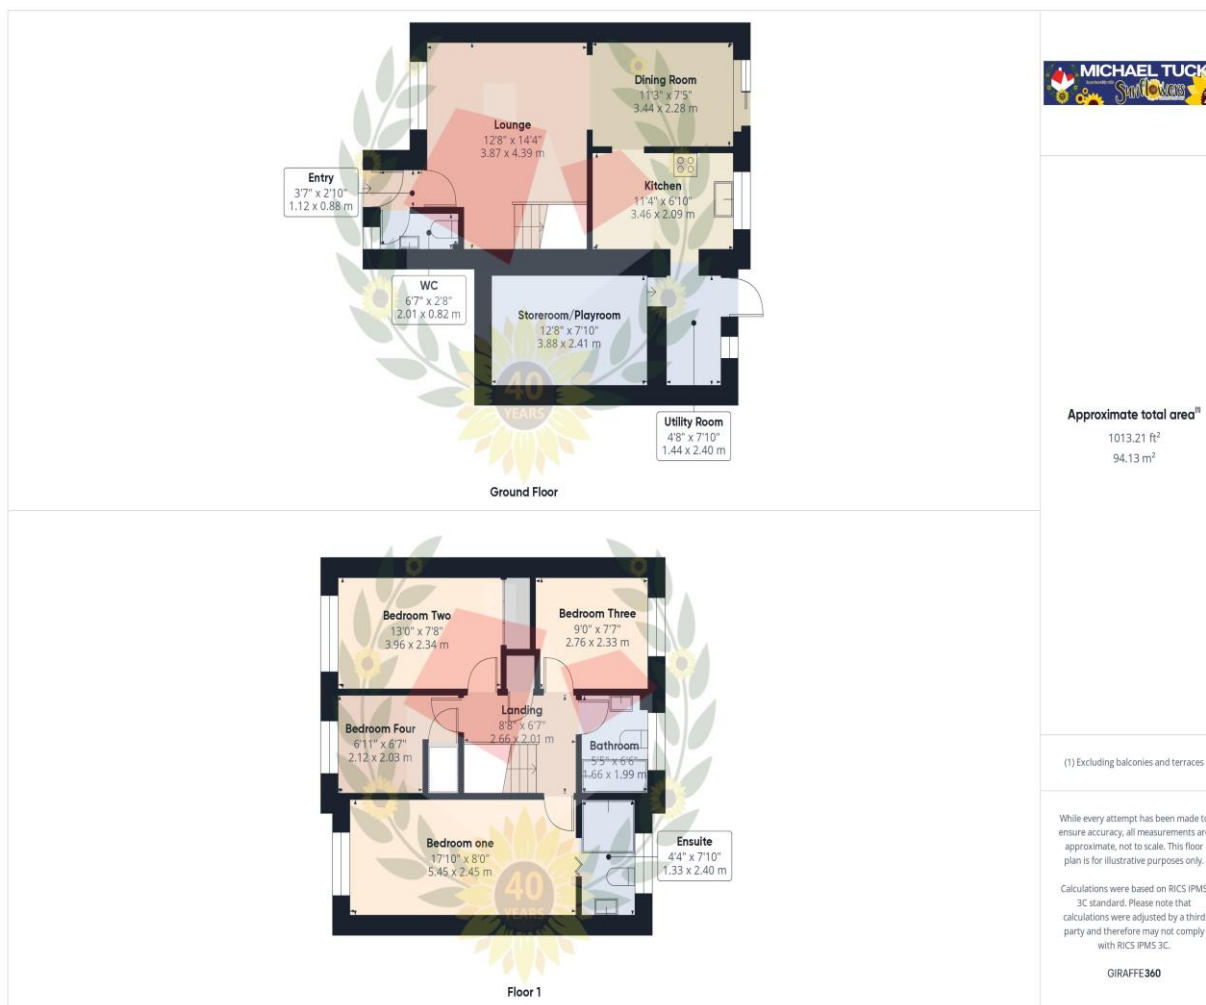 Dining Room
11'3" x 7'5"
3.44 x 2.28 m
Lounge
12'8" x 14'4"
3.87 x 4.39 m
Entry
3'7" x 2'10"
1.12 x 0.88 m
Kitchen
11'4" x 6'10"
3.46 x 2.09 m
WC
6'7" x 2'8"
2.01 x 0.82 m
Storeroom/Playroom
12'8" x 7'10"
3.88 x 2.41 m
40
YEARS
Utility Room
4'8" x 7'10"
1.44 x 2.40 m
Ground Floor
Bedroom Two
13'0" x 7'8"
3.96 x 2.34 m
Bedroom Three
9'0" x 7'7"
2.76 x 2.33 m
Landing
8'8" x 6'7"
2.66 x 2.01 m
Bedroom Four
6'11" x 6'7"
2.12 x 2.03 m
Bathroom
5'5" x 6'6"
1.66 x 1.99 m
Bedroom one
17'10" x 8'0"
5.45 x 2.45 m
Ensuite
4'4" x 7'10"
1.33 x 2.40 m
40
YEARS
Floor 1
MICHAEL TUCK
Sunflowers
Approximate total area(1)
1013.21 ft²
94.13 m²
(1) Excluding balconies and terraces
While every attempt has been made to
ensure accuracy, all measurements are
approximate, not to scale. This floor
plan is for illustrative purposes only.
Calculations were based on RICS IPMS
3C standard. Please note that
calculations were adjusted by a third
party and therefore may not comply
with RICS IPMS 3C.
GIRAFFE360